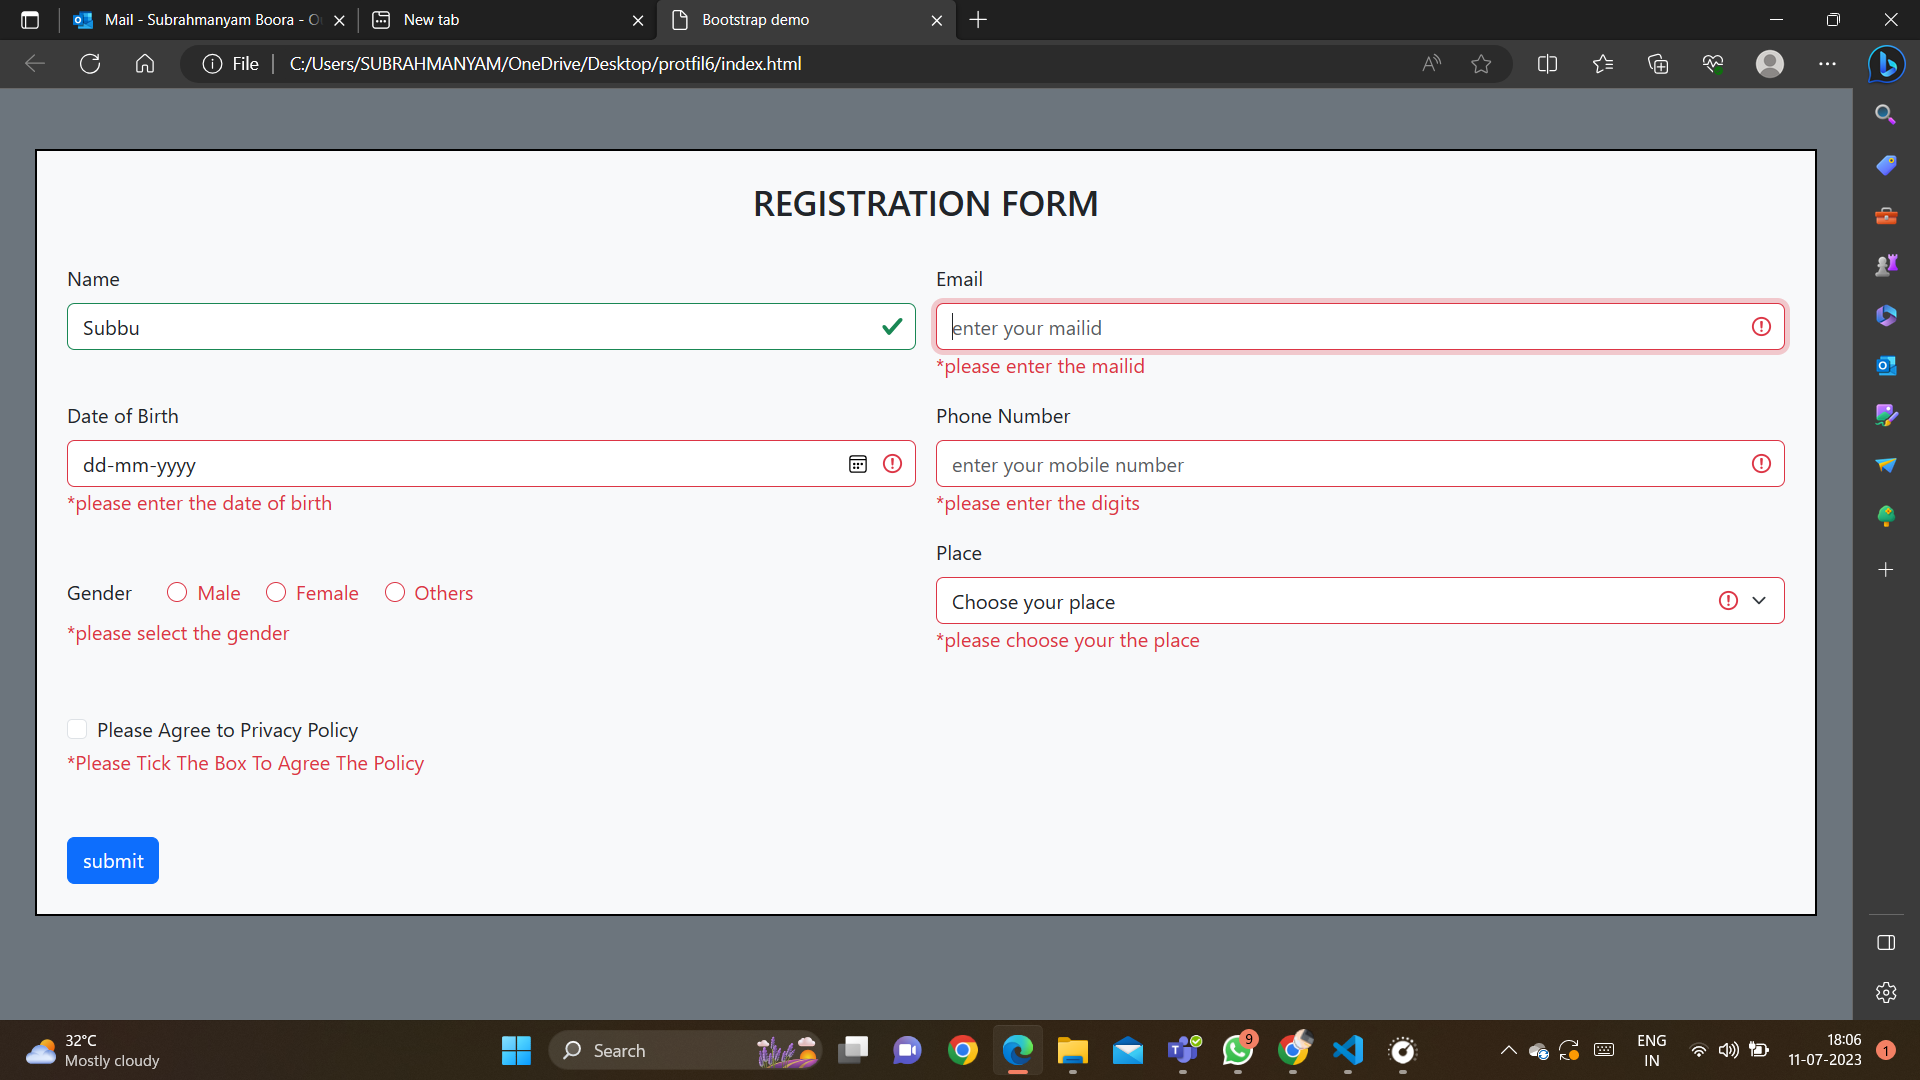 Mail - Subrahmanyam Boora - O
New tab
Bootstrap demo
File
C:/Users/SUBRAHMANYAM/OneDrive/Desktop/protfil6/index.html
REGISTRATION FORM
Name
Email
Subbu
enter your mailid
*please enter the mailid
Date of Birth
Phone Number
dd-mm-yyyy
enter your mobile number
*please enter the date of birth
*please enter the digits
Place
Gender Male Female Others
Choose your place
*please select the gender
*please choose your the place
Please Agree to Privacy Policy
*Please Tick The Box To Agree The Policy
submit
32°C
Mostly cloudy
Search
9
ENG
IN
18:06
11-07-2023
1